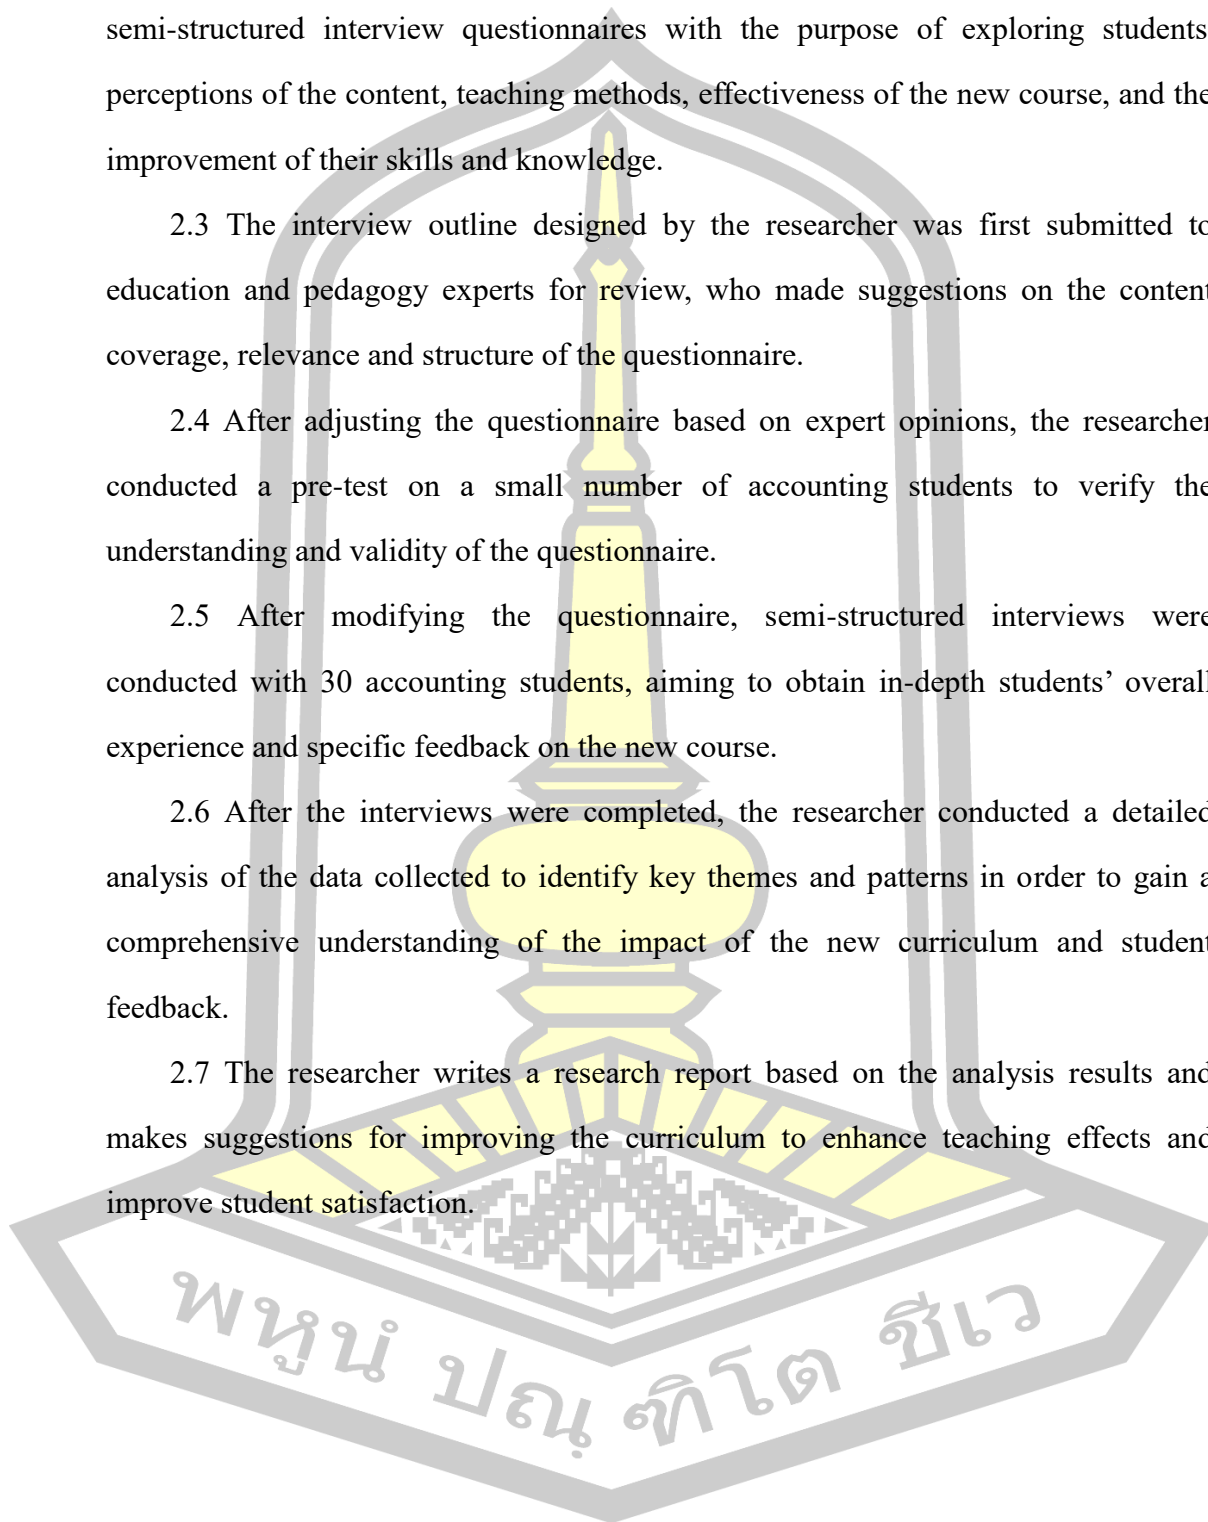 semi-structured interview questionnaires with the purpose of exploring students
perceptions of the content, teaching methods, effectiveness of the new course, and the
improvement of their skills and knowledge.
2.3 The interview outline designed by the researcher was first submitted to
education and pedagogy experts for review, who made suggestions on the content
coverage, relevance and structure of the questionnaire.
2.4 After adjusting the questionnaire based on expert opinions, the researcher
conducted a pre-test on a small number of accounting students to verify the
understanding and validity of the questionnaire.
2.5 After modifying the questionnaire, semi-structured interviews were
conducted with 30 accounting students, aiming to obtain in-depth students’ overall
experience and specific feedback on the new course.
2.6 After the interviews were completed, the researcher conducted a detailed
analysis of the data collected to identify key themes and patterns in order to gain a
comprehensive understanding of the impact of the new curriculum and student
feedback.
2.7 The researcher writes a research report based on the analysis results and
makes suggestions for improving the curriculum to enhance teaching effects and
improve student satisfaction.
พหูนํ ปณฺ ฑิโต ชีเว